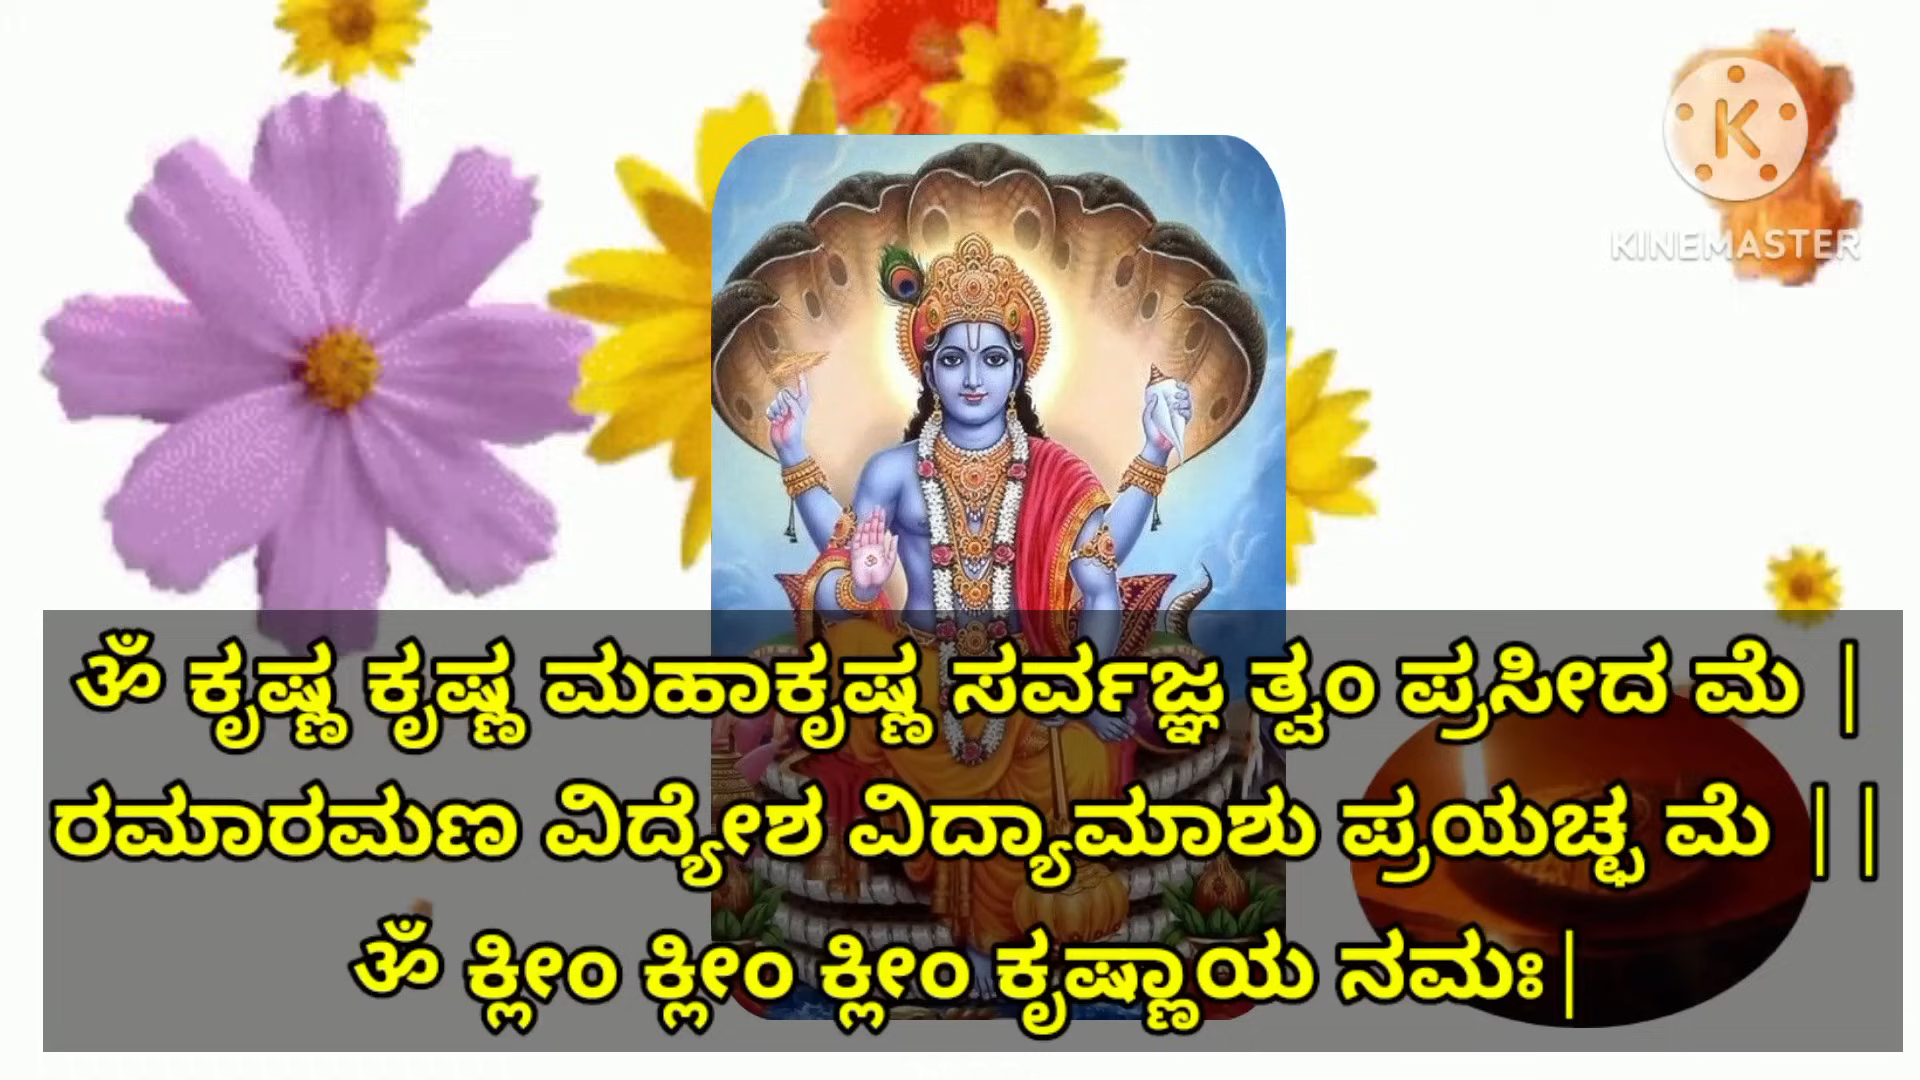 KINEMASTER
ॐ ಕೃಷ್ಣ ಕೃಷ್ಣ ಮಹಾಕೃಷ್ಣ ಸರ್ವಜ್ಞ ತ್ವಂ ಪ್ರಸೀದ ಮೆ |
ರಮಾರಮಣ ವಿದ್ಯೇಶ ವಿದ್ಯಾಮಾಶು ಪ್ರಯಚ್ಛ ಮೆ ||
ॐ ಕ್ಲೀಂ ಕ್ಲೀಂ ಕ್ಲೀಂ ಕೃಷ್ಣಾಯ ನಮಃ|